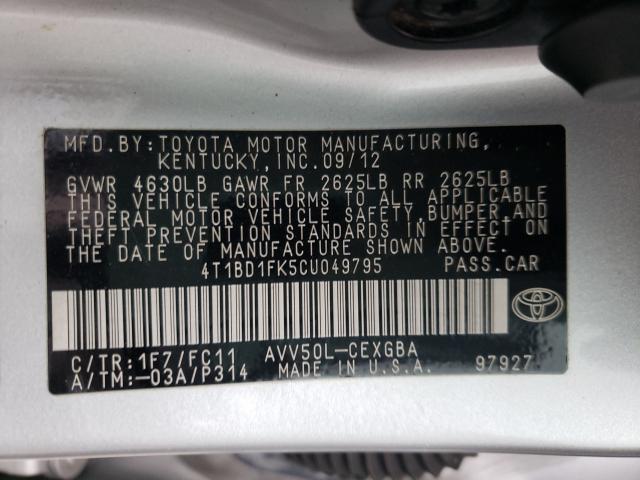 MFD. BY: TOYOTA MOTOR MANUFACTURING,
KENTUCKY, INC. 09/12
GVWR 4630LB GAWR FR 2625LB RR 2625LB
THIS VEHICLE CONFORMS TO ALL APPLICABLE
FEDERAL MOTOR VEHICLE SAFETY, BUMPER, AND
THEFT PREVENTION STANDARDS IN EFFECT ON
THE DATE OF MANUFACTURE SHOWN ABOVE.
4T1BD1FK5CU049795 PASS. CAR
C/TR: 1F7/FC11 AVV50L-CEXGBA
A/TM: -03A/P314 MADE IN U.S.A. 97927